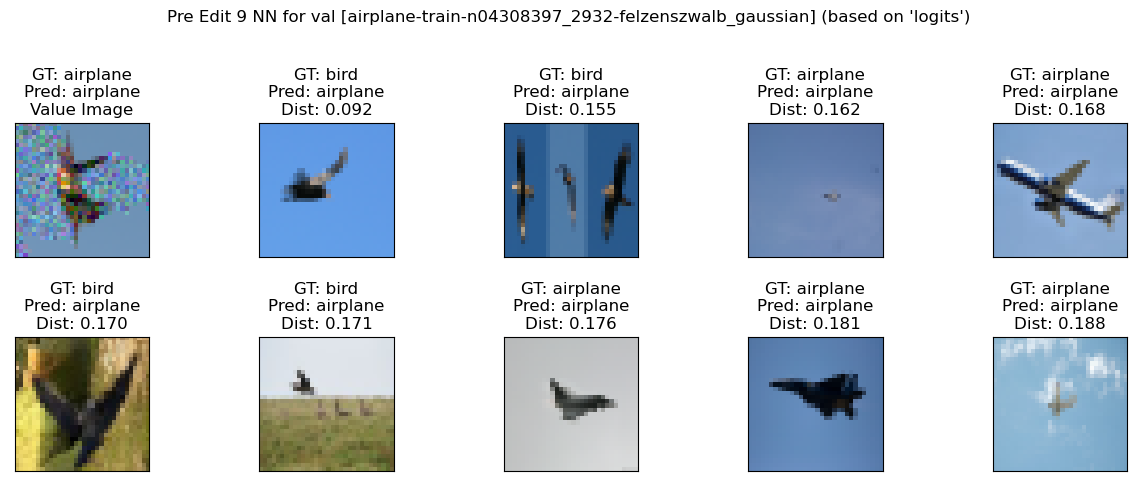 Pre Edit 9 NN for val [airplane-train-n04308397_2932-felzenszwalb_gaussian] (based on 'logits')
GT: airplane
Pred: airplane
Value Image
GT: bird
Pred: airplane
Dist: 0.092
GT: bird
Pred: airplane
Dist: 0.155
GT: airplane
Pred: airplane
Dist: 0.162
GT: airplane
Pred: airplane
Dist: 0.168
GT: bird
Pred: airplane
Dist: 0.170
GT: bird
Pred: airplane
Dist: 0.171
GT: airplane
Pred: airplane
Dist: 0.176
GT: airplane
Pred: airplane
Dist: 0.181
GT: airplane
Pred: airplane
Dist: 0.188